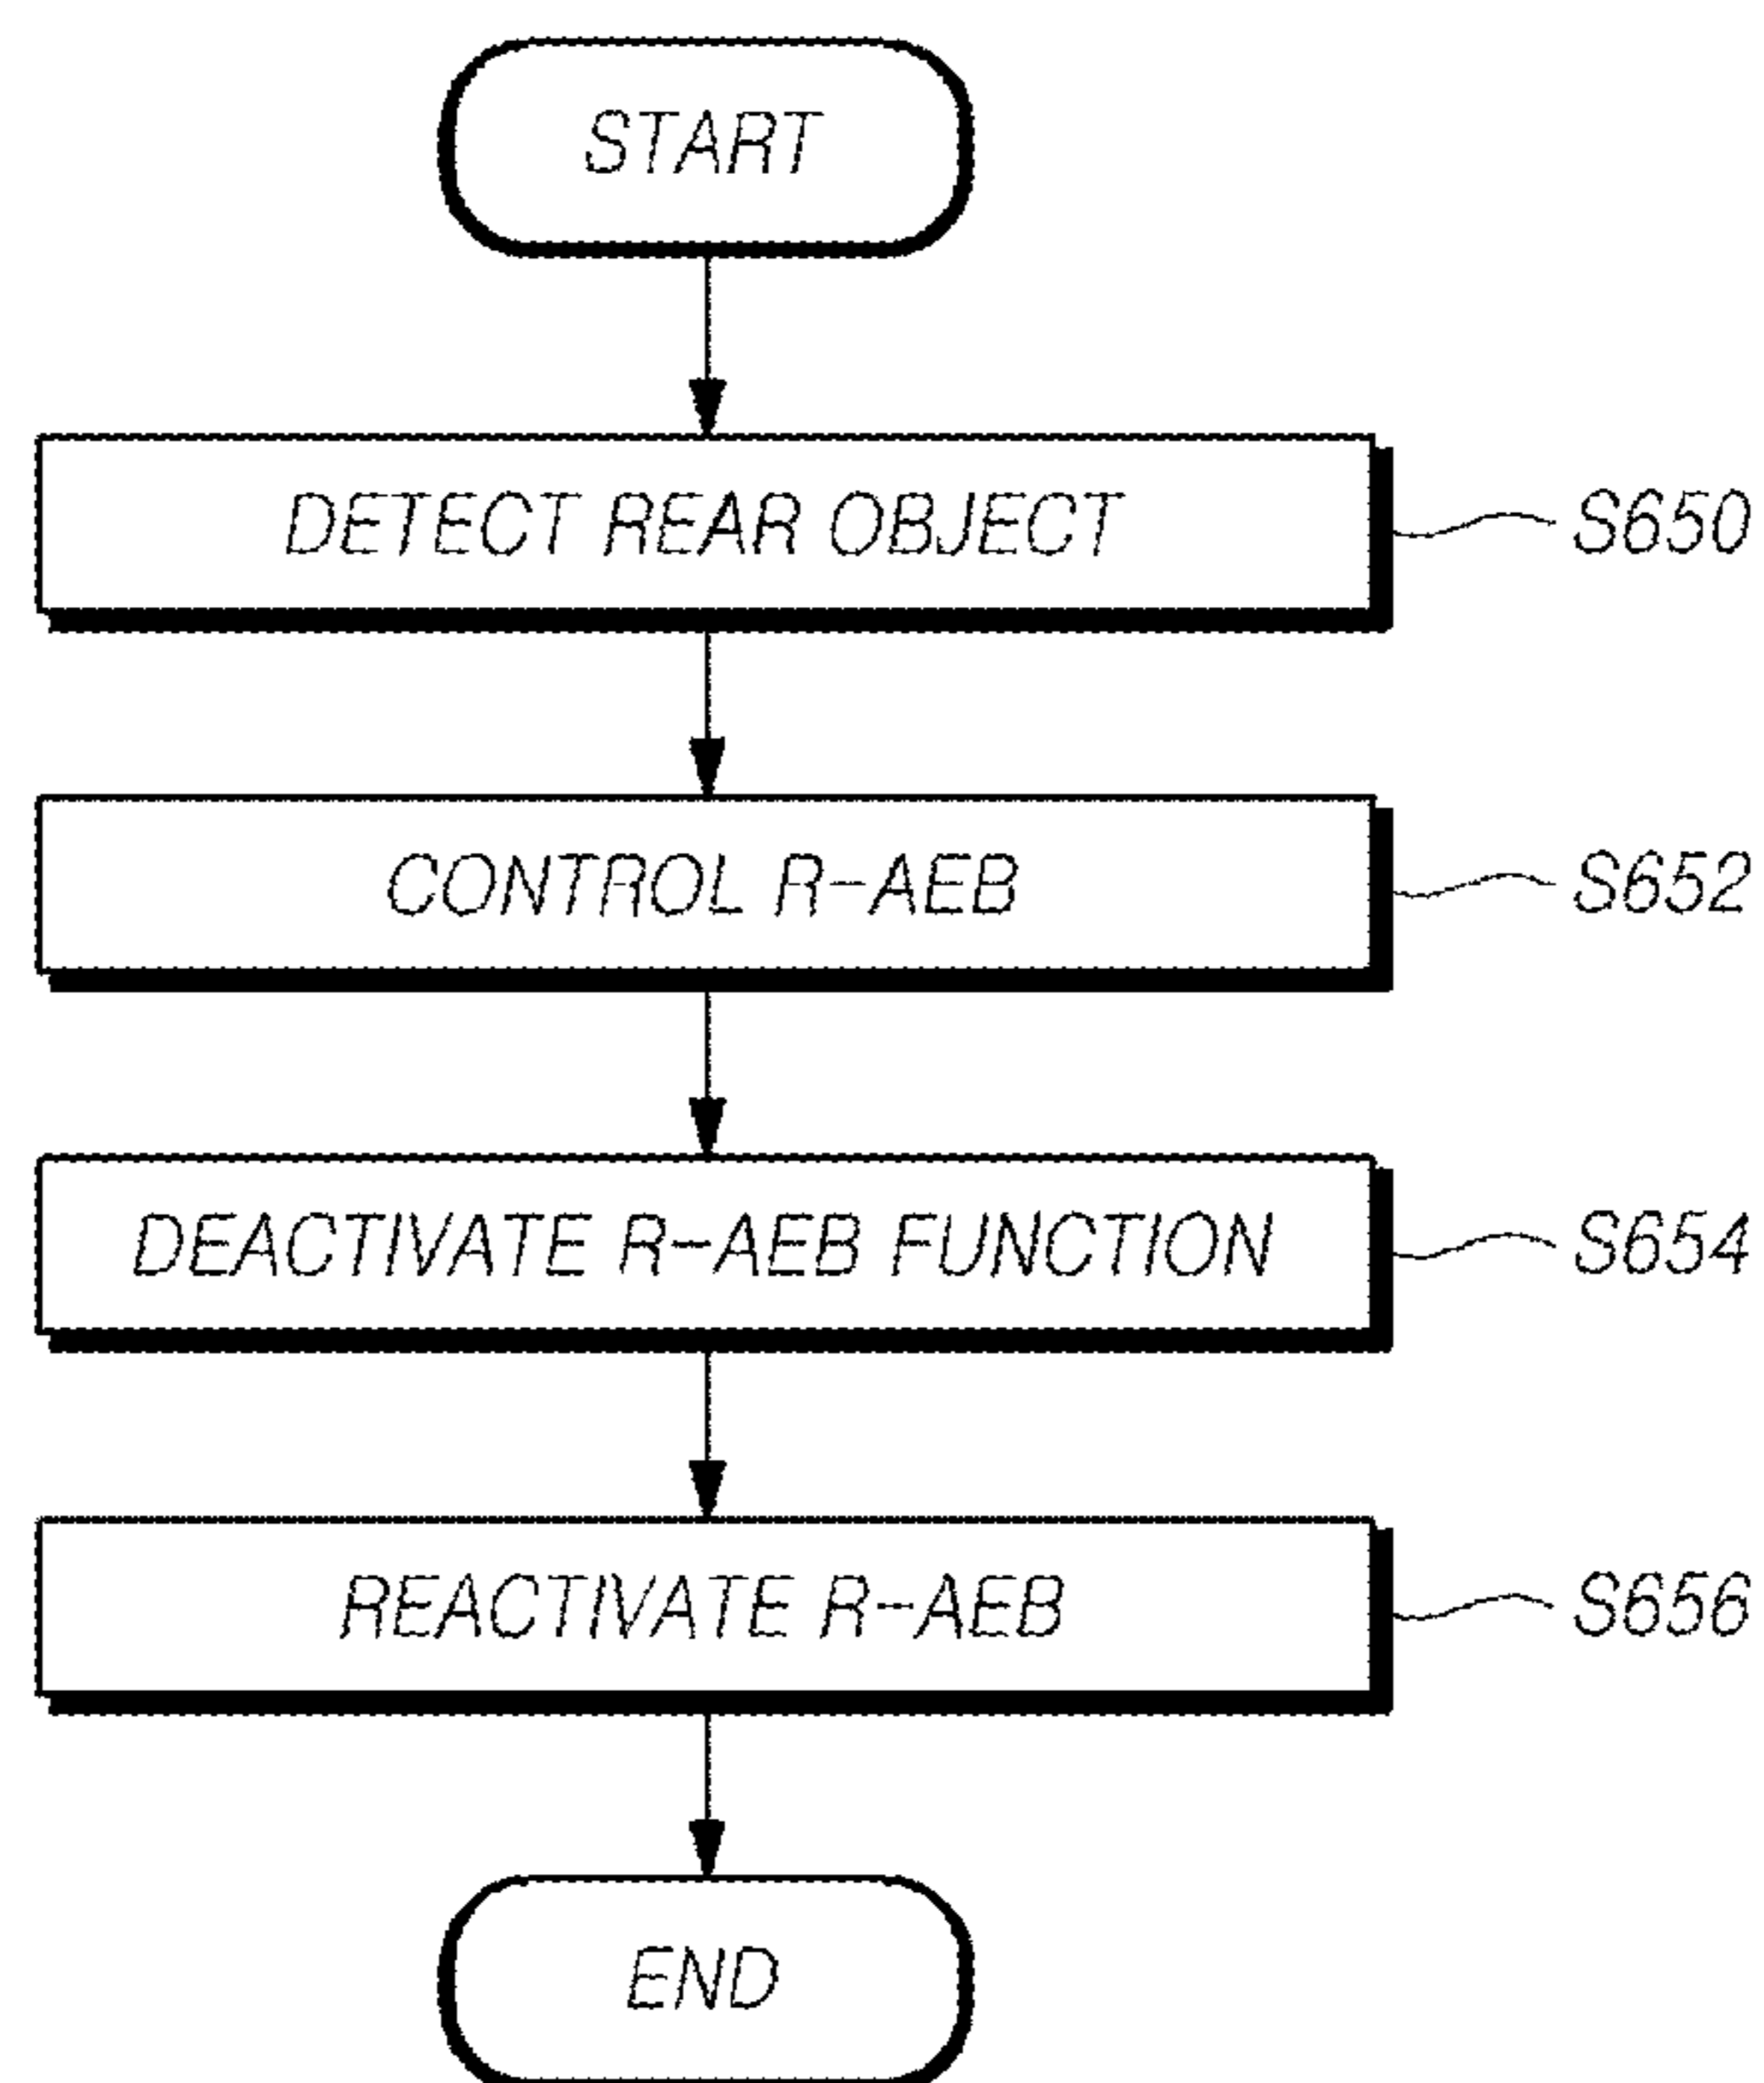 START
DETECT REAR OBJECT
S650
CONTROL R-AEB
S652
DEACTIVATE R-AEB FUNCTION
S654
REACTIVATE R-AEB
S656
END